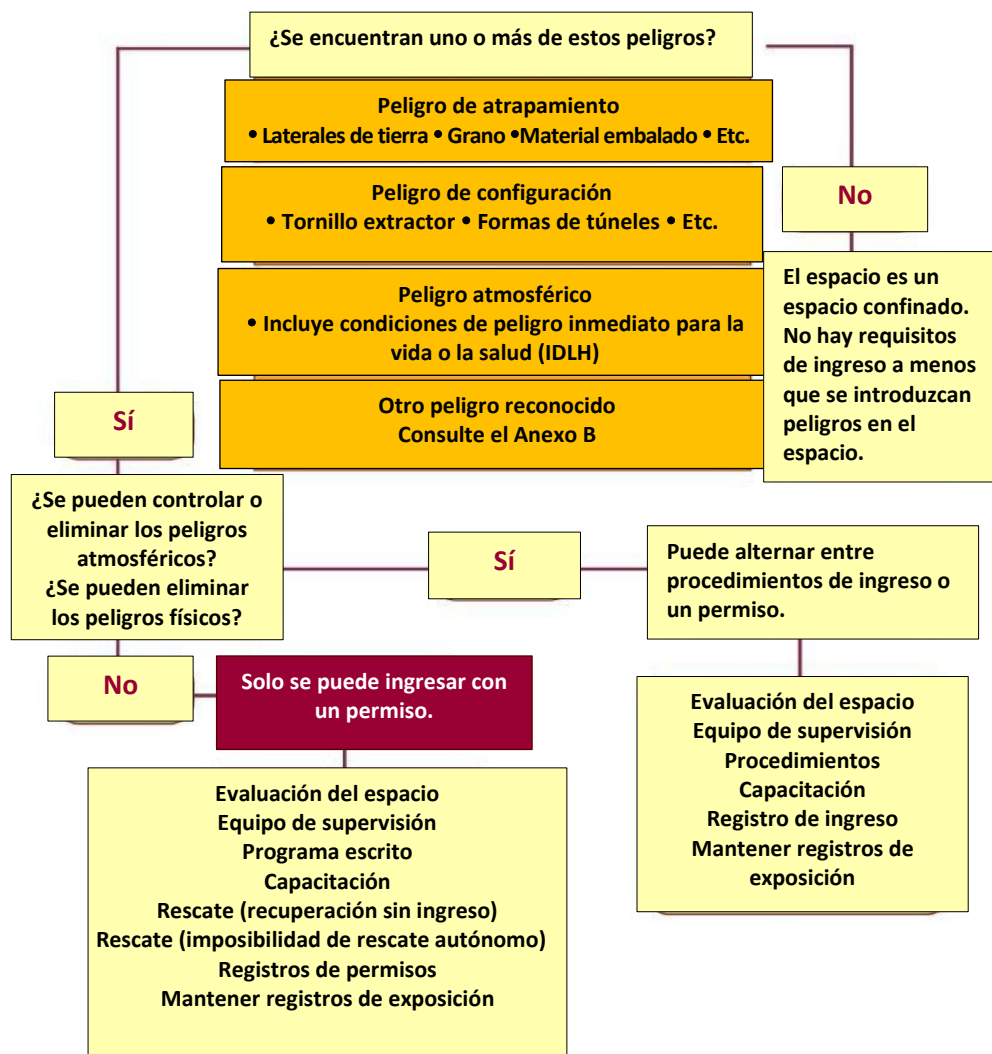 ¿Se encuentran uno o más de estos peligros?
Peligro de atrapamiento
• Laterales de tierra • Grano •Material embalado • Etc.
Peligro de configuración
• Tornillo extractor • Formas de túneles • Etc.
Peligro atmosférico
• Incluye condiciones de peligro inmediato para la
vida o la salud (IDLH)
Otro peligro reconocido
Consulte el Anexo B
No
El espacio es un
espacio confinado.
No hay requisitos
de ingreso a menos
que se introduzcan
peligros en el
espacio.
Sí
¿Se pueden controlar o
eliminar los peligros
atmosféricos?
¿Se pueden eliminar
los peligros físicos?
Sí
Puede alternar entre
procedimientos de ingreso o
un permiso.
Evaluación del espacio
Equipo de supervisión
Procedimientos
Capacitación
Registro de ingreso
Mantener registros de
exposición
No
Solo se puede ingresar con
un permiso.
Evaluación del espacio
Equipo de supervisión
Programa escrito
Capacitación
Rescate (recuperación sin ingreso)
Rescate (imposibilidad de rescate autónomo)
Registros de permisos
Mantener registros de exposición